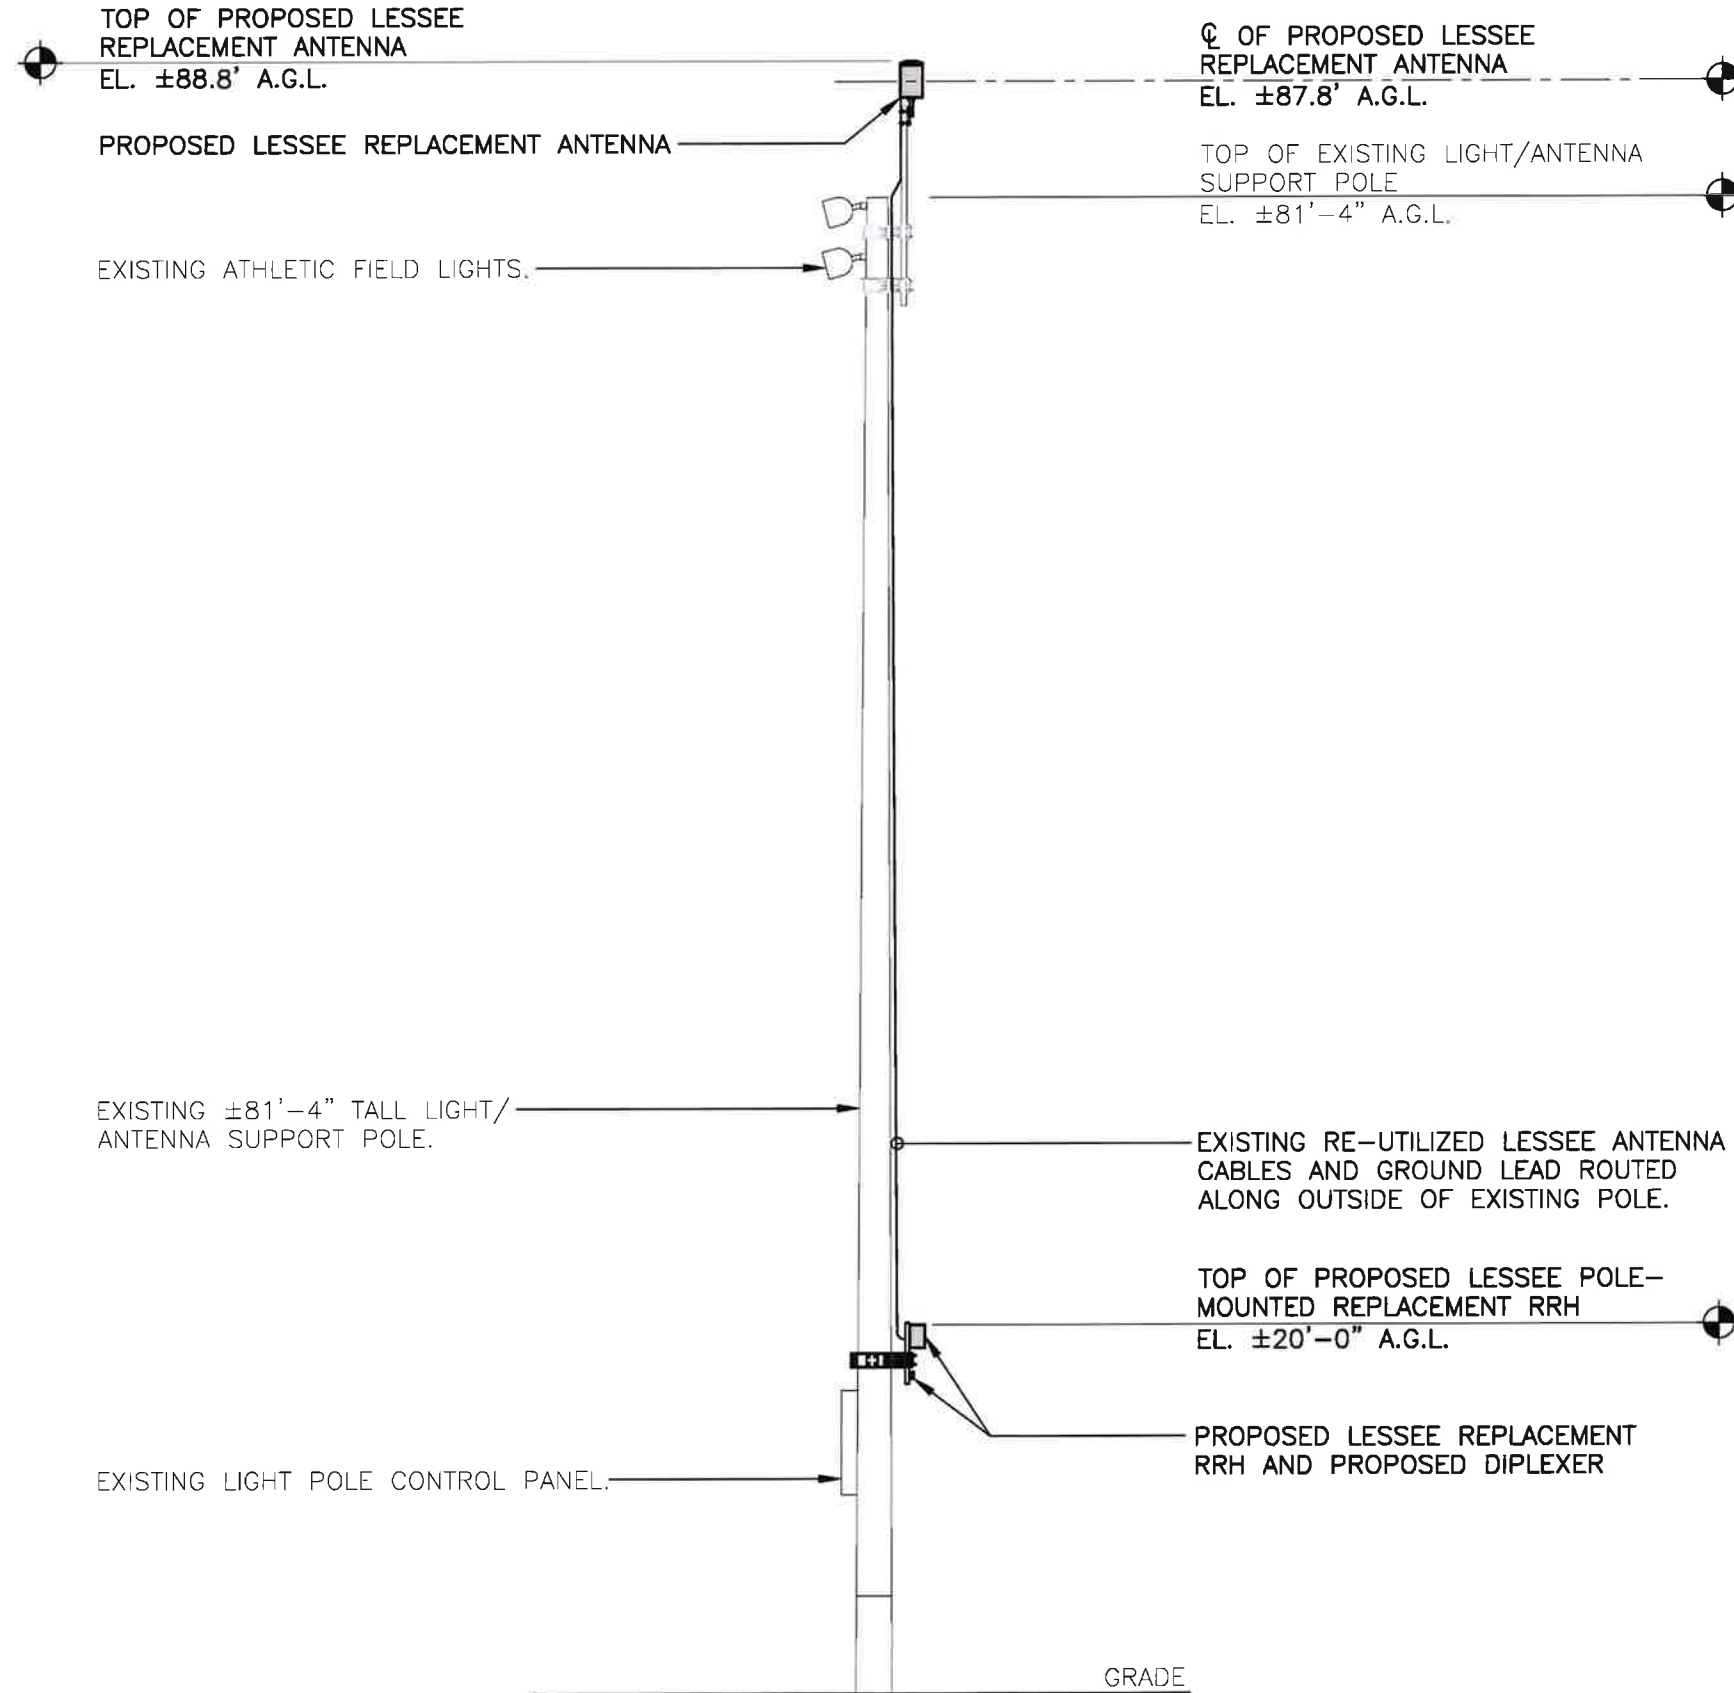 TOP OF PROPOSED LESSEE
REPLACEMENT ANTENNA
EL. ±88.8' A.G.L.
℄ OF PROPOSED LESSEE
REPLACEMENT ANTENNA
EL. ±87.8' A.G.L.
PROPOSED LESSEE REPLACEMENT ANTENNA
TOP OF EXISTING LIGHT/ANTENNA
SUPPORT POLE
EL. ±81'-4" A.G.L.
EXISTING ATHLETIC FIELD LIGHTS.
EXISTING ±81'-4" TALL LIGHT/
ANTENNA SUPPORT POLE.
EXISTING RE-UTILIZED LESSEE ANTENNA
CABLES AND GROUND LEAD ROUTED
ALONG OUTSIDE OF EXISTING POLE.
TOP OF PROPOSED LESSEE POLE-
MOUNTED REPLACEMENT RRH
EL. ±20'-0" A.G.L.
PROPOSED LESSEE REPLACEMENT
RRH AND PROPOSED DIPLEXER
EXISTING LIGHT POLE CONTROL PANEL.
GRADE